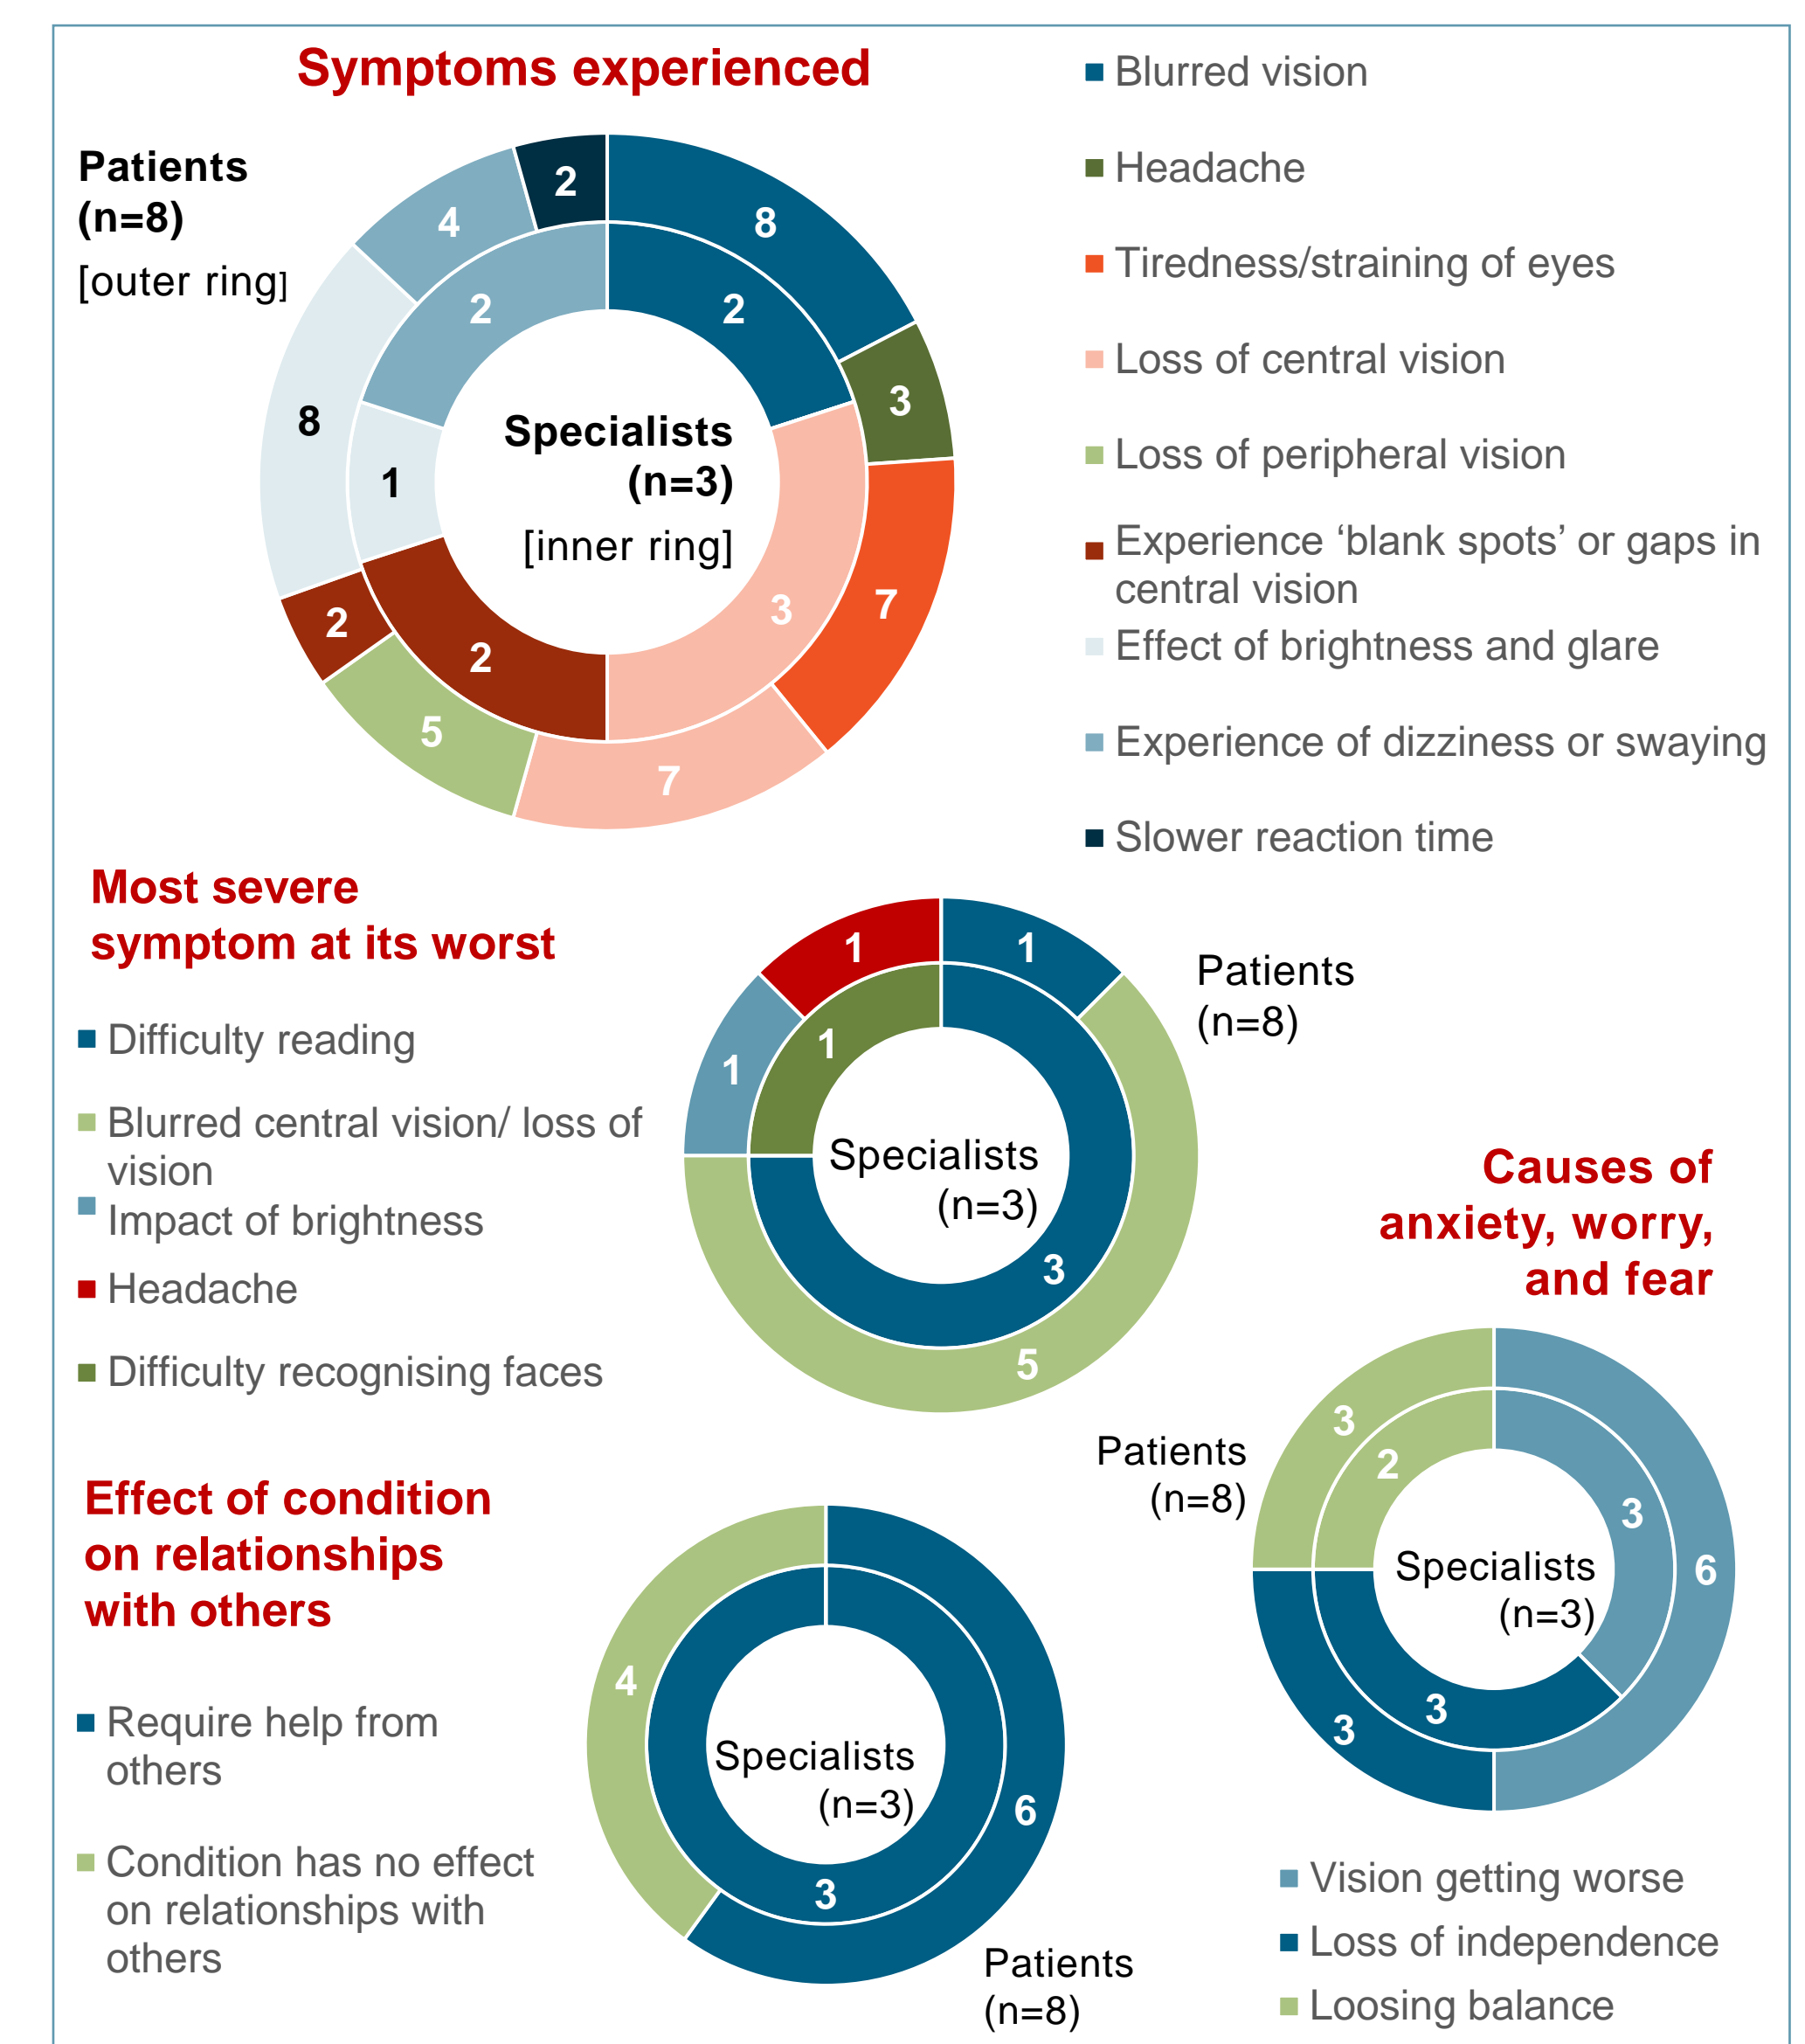 Symptoms experienced
Patients
(n=8)
[outer ring]
2
8
4
3
2
2
8
1
Specialists
(n=3)
[inner ring]
3
7
2
2
5
7
Blurred vision
Headache
Tiredness/straining of eyes
Loss of central vision
Loss of peripheral vision
Experience ‘blank spots’ or gaps in
central vision
Effect of brightness and glare
Experience of dizziness or swaying
Slower reaction time
Most severe
symptom at its worst
Difficulty reading
Blurred central vision/ loss of
vision
Impact of brightness
Headache
Difficulty recognising faces
1
1
1
1
Patients
(n=8)
Specialists
(n=3)
3
5
Causes of
anxiety, worry,
and fear
Patients
(n=8)
3
2
3
6
Specialists
(n=3)
3
3
Vision getting worse
Loss of independence
Loosing balance
Effect of condition
on relationships
with others
Require help from
others
Condition has no effect
on relationships with
others
4
Specialists
(n=3)
6
3
Patients
(n=8)